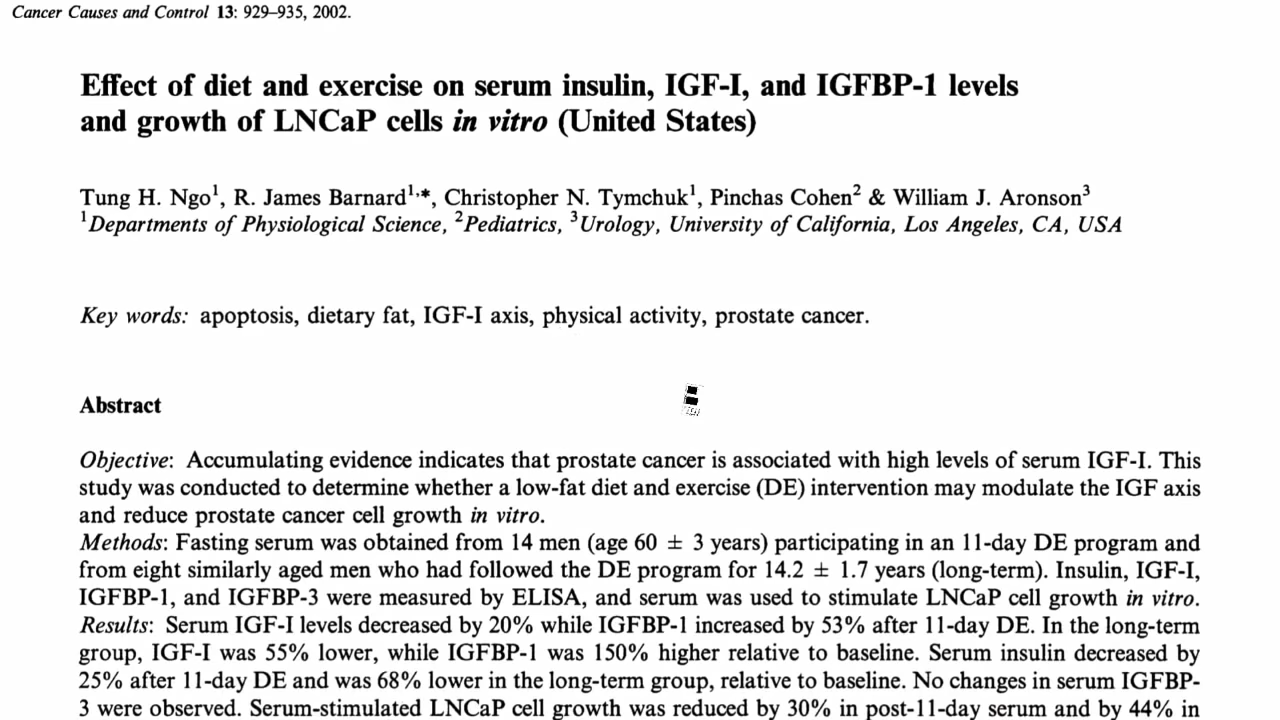 Cancer Causes and Control 13: 929–935, 2002.
Effect of diet and exercise on serum insulin, IGF-I, and IGFBP-1 levels
and growth of LNCaP cells in vitro (United States)
Tung H. Ngo1, R. James Barnard1,*, Christopher N. Tymchuk1, Pinchas Cohen2 & William J. Aronson3
1Departments of Physiological Science, 2Pediatrics, 3Urology, University of California, Los Angeles, CA, USA
Key words: apoptosis, dietary fat, IGF-I axis, physical activity, prostate cancer.
Abstract
Objective: Accumulating evidence indicates that prostate cancer is associated with high levels of serum IGF-I. This
study was conducted to determine whether a low-fat diet and exercise (DE) intervention may modulate the IGF axis
and reduce prostate cancer cell growth in vitro.
Methods: Fasting serum was obtained from 14 men (age 60 ± 3 years) participating in an 11-day DE program and
from eight similarly aged men who had followed the DE program for 14.2 ± 1.7 years (long-term). Insulin, IGF-I,
IGFBP-1, and IGFBP-3 were measured by ELISA, and serum was used to stimulate LNCaP cell growth in vitro.
Results: Serum IGF-I levels decreased by 20% while IGFBP-1 increased by 53% after 11-day DE. In the long-term
group, IGF-I was 55% lower, while IGFBP-1 was 150% higher relative to baseline. Serum insulin decreased by
25% after 11-day DE and was 68% lower in the long-term group, relative to baseline. No changes in serum IGFBP-
3 were observed. Serum-stimulated LNCaP cell growth was reduced by 30% in post-11-day serum and by 44% in